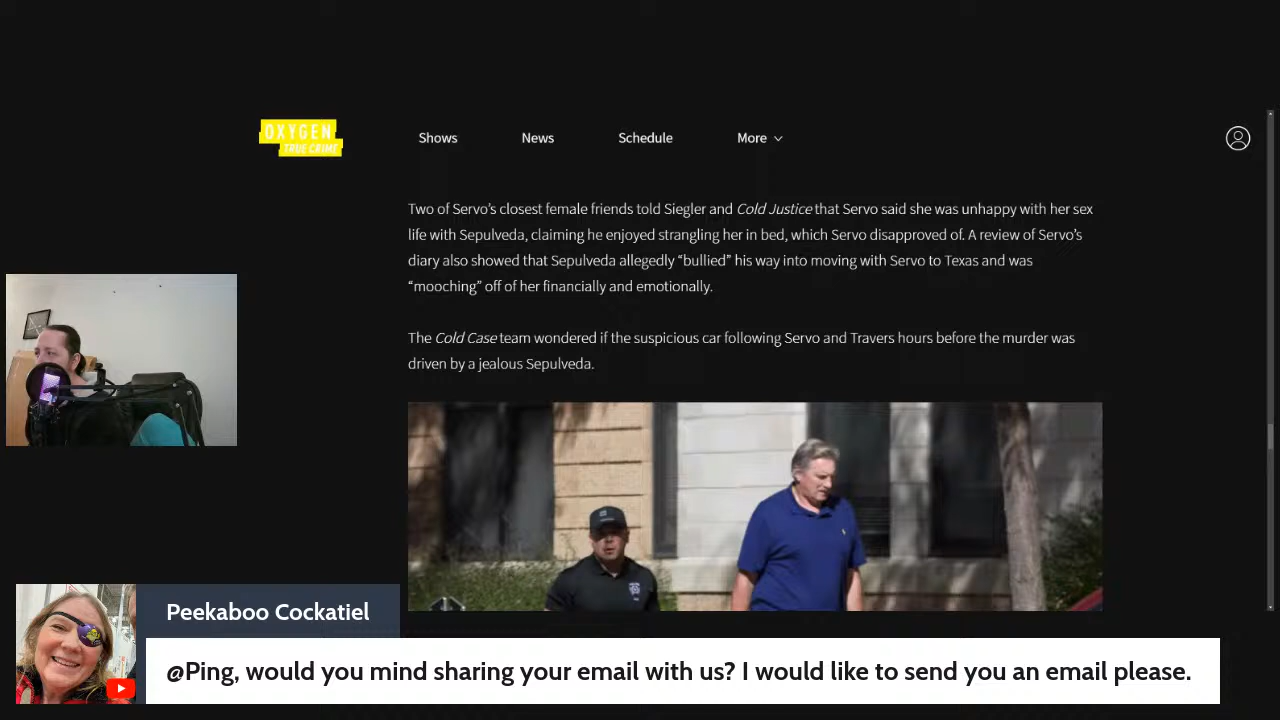 OXYGEN
TRUE CRIME
Shows
News
Schedule
More
Two of Servo’s closest female friends told Siegler and Cold Justice that Servo said she was unhappy with her sex
life with Sepulveda, claiming he enjoyed strangling her in bed, which Servo disapproved of. A review of Servo’s
diary also showed that Sepulveda allegedly “bullied” his way into moving with Servo to Texas and was
“mooching” off of her financially and emotionally.
The Cold Case team wondered if the suspicious car following Servo and Travers hours before the murder was
driven by a jealous Sepulveda.
Peekaboo Cockatiel
@Ping, would you mind sharing your email with us? I would like to send you an email please.